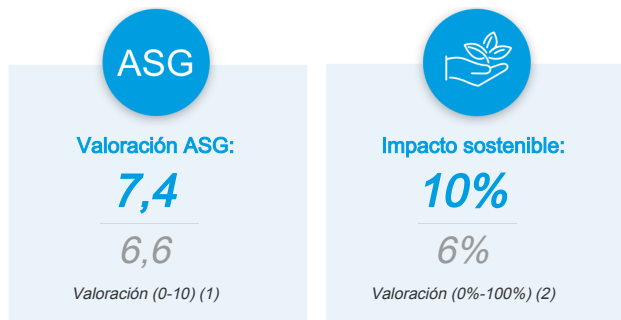 ASG
Valoración ASG:
7,4
6,6
Valoración (0-10) (1)
Impacto sostenible:
10%
6%
Valoración (0%-100%) (2)